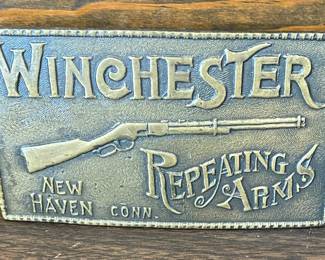 WINCHESTER
REPEATING
ARMS
NEW
HAVEN CONN.